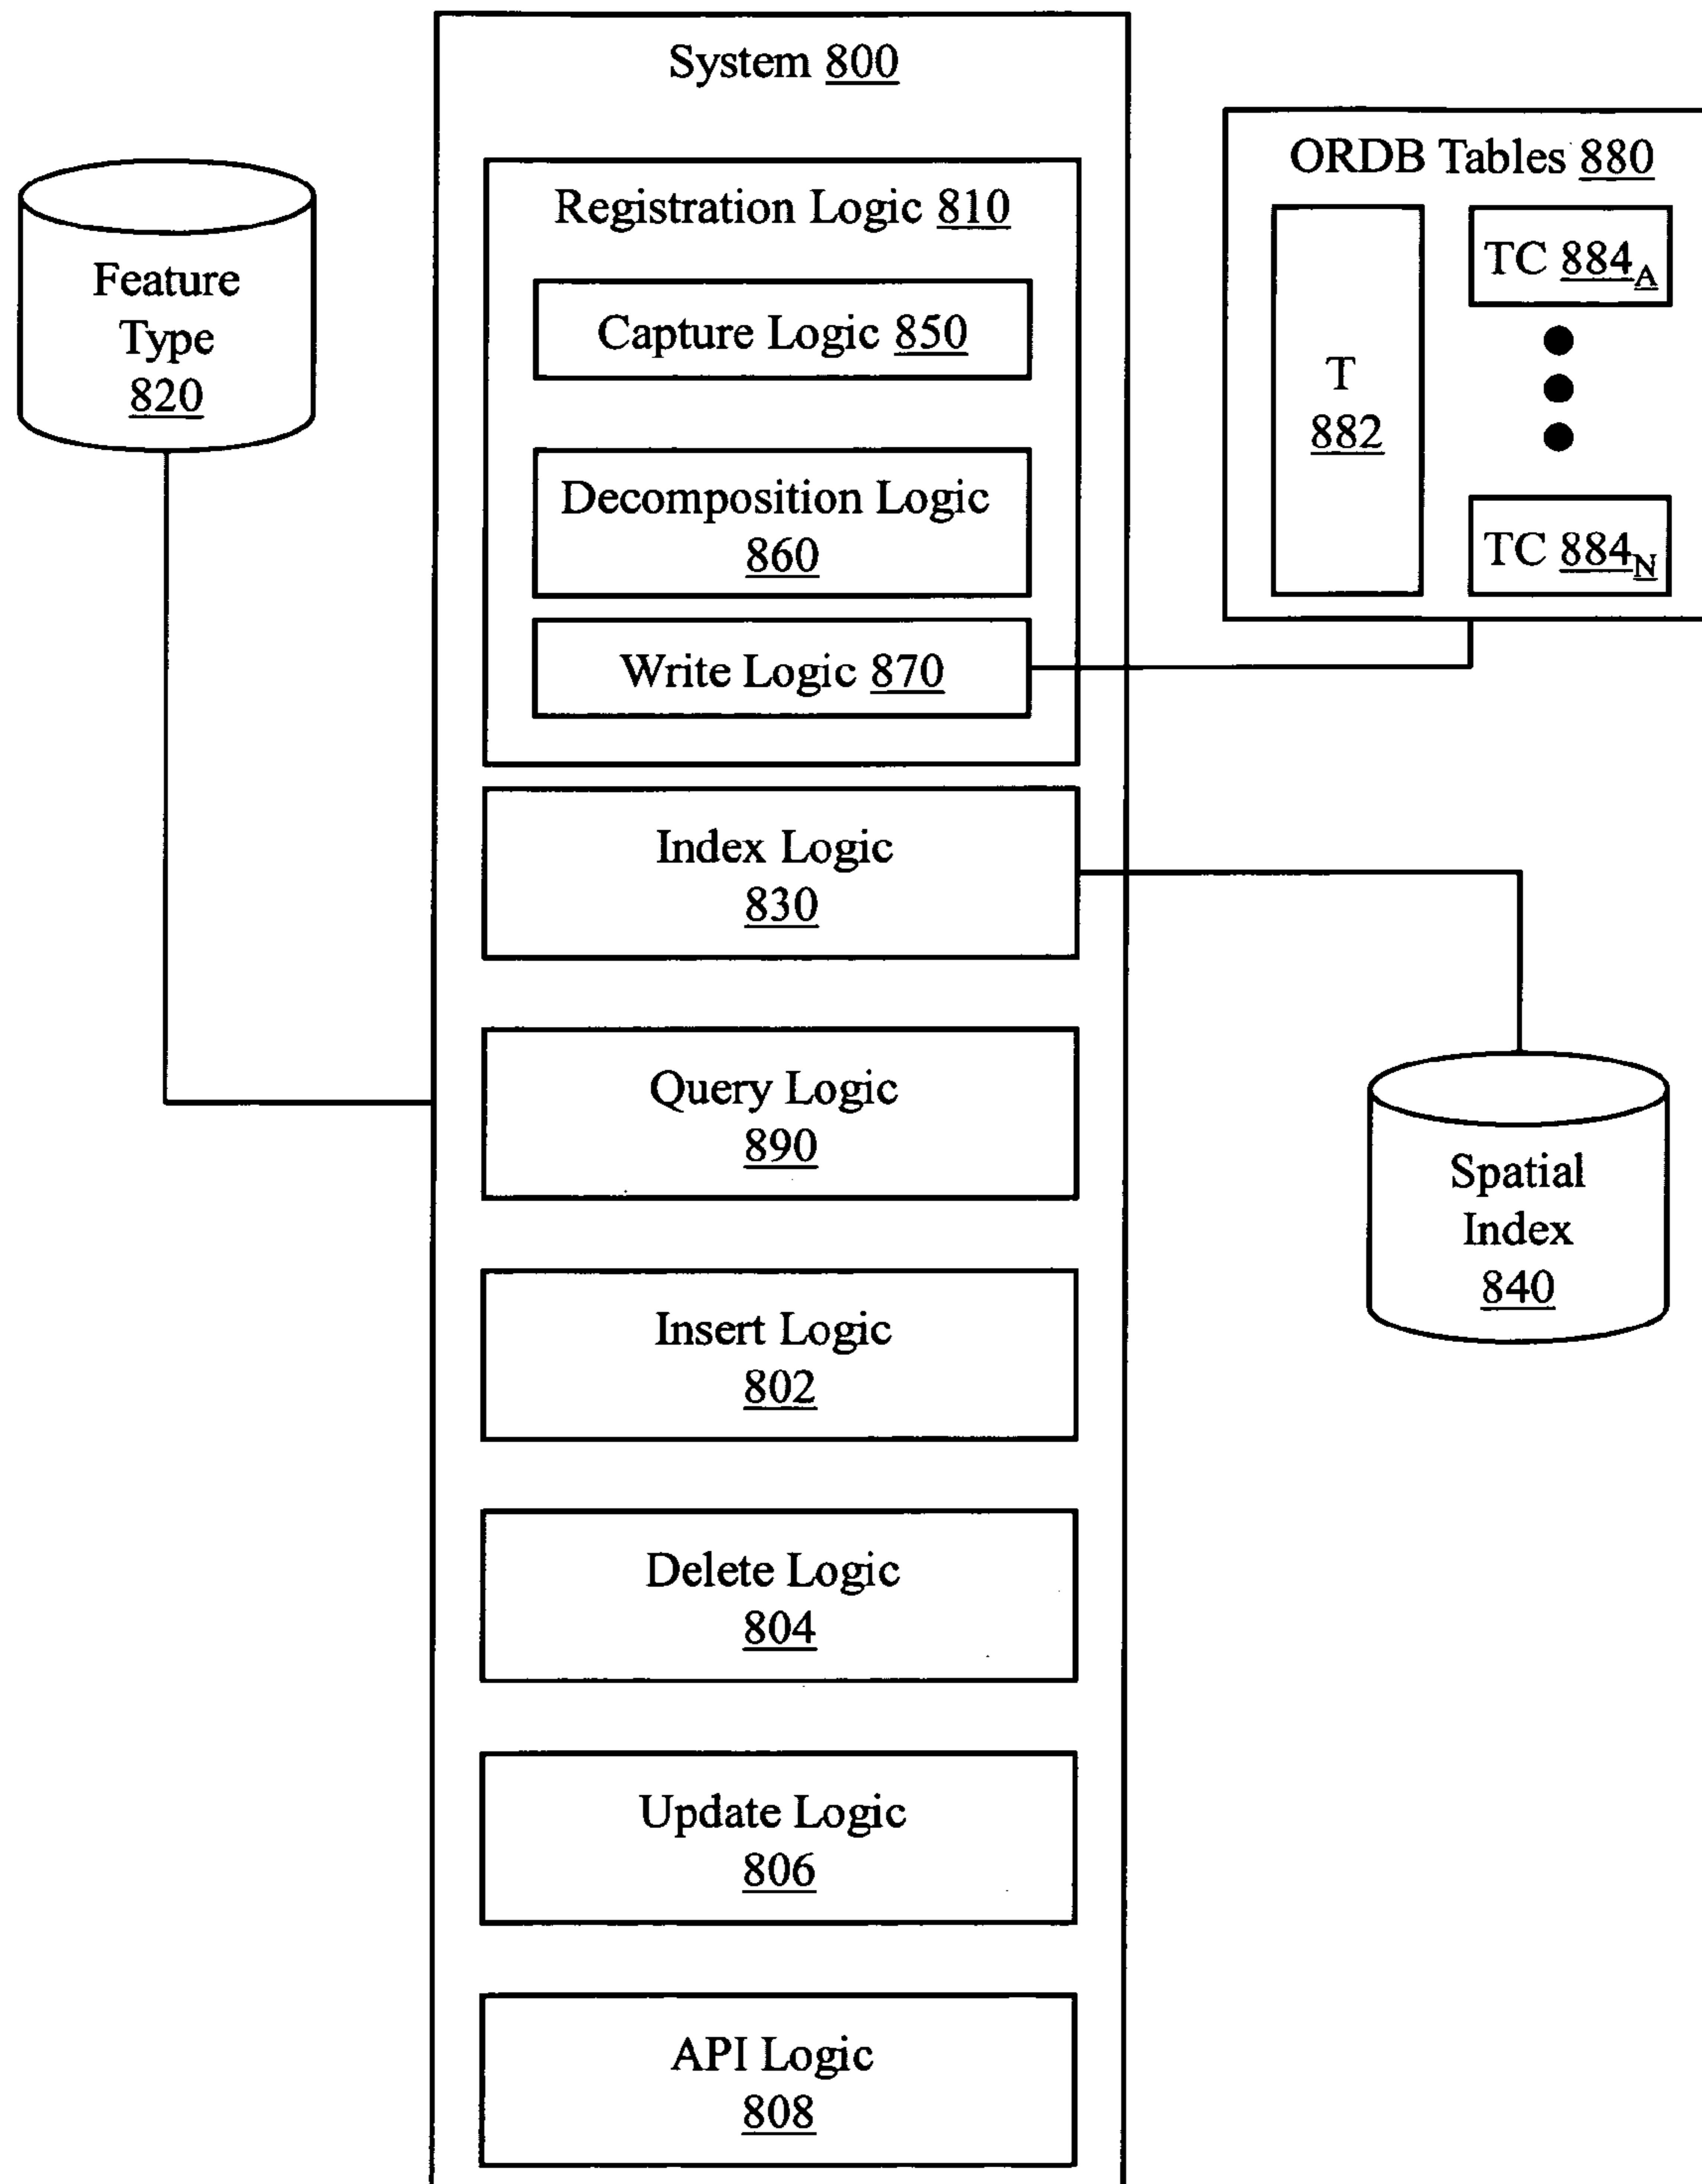 System 800
Feature
Type
820
Registration Logic 810
Capture Logic 850
Decomposition Logic
860
Write Logic 870
ORDB Tables 880
T
882
TC 884A
TC 884N
Index Logic
830
Query Logic
890
Spatial
Index
840
Insert Logic
802
Delete Logic
804
Update Logic
806
API Logic
808